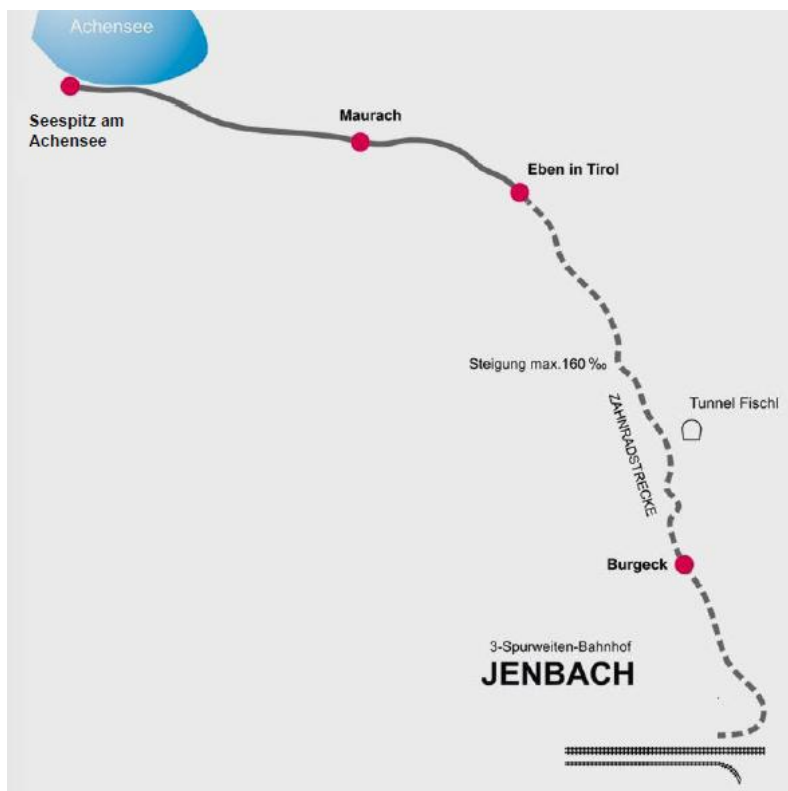 Achensee
Seespitz am
Achensee
Maurach
Eben in Tirol
Steigung max.160 ‰
Tunnel Fischl
ZAHNRADSTRECKE
Burgeck
3-Spurweiten-Bahnhof
JENBACH